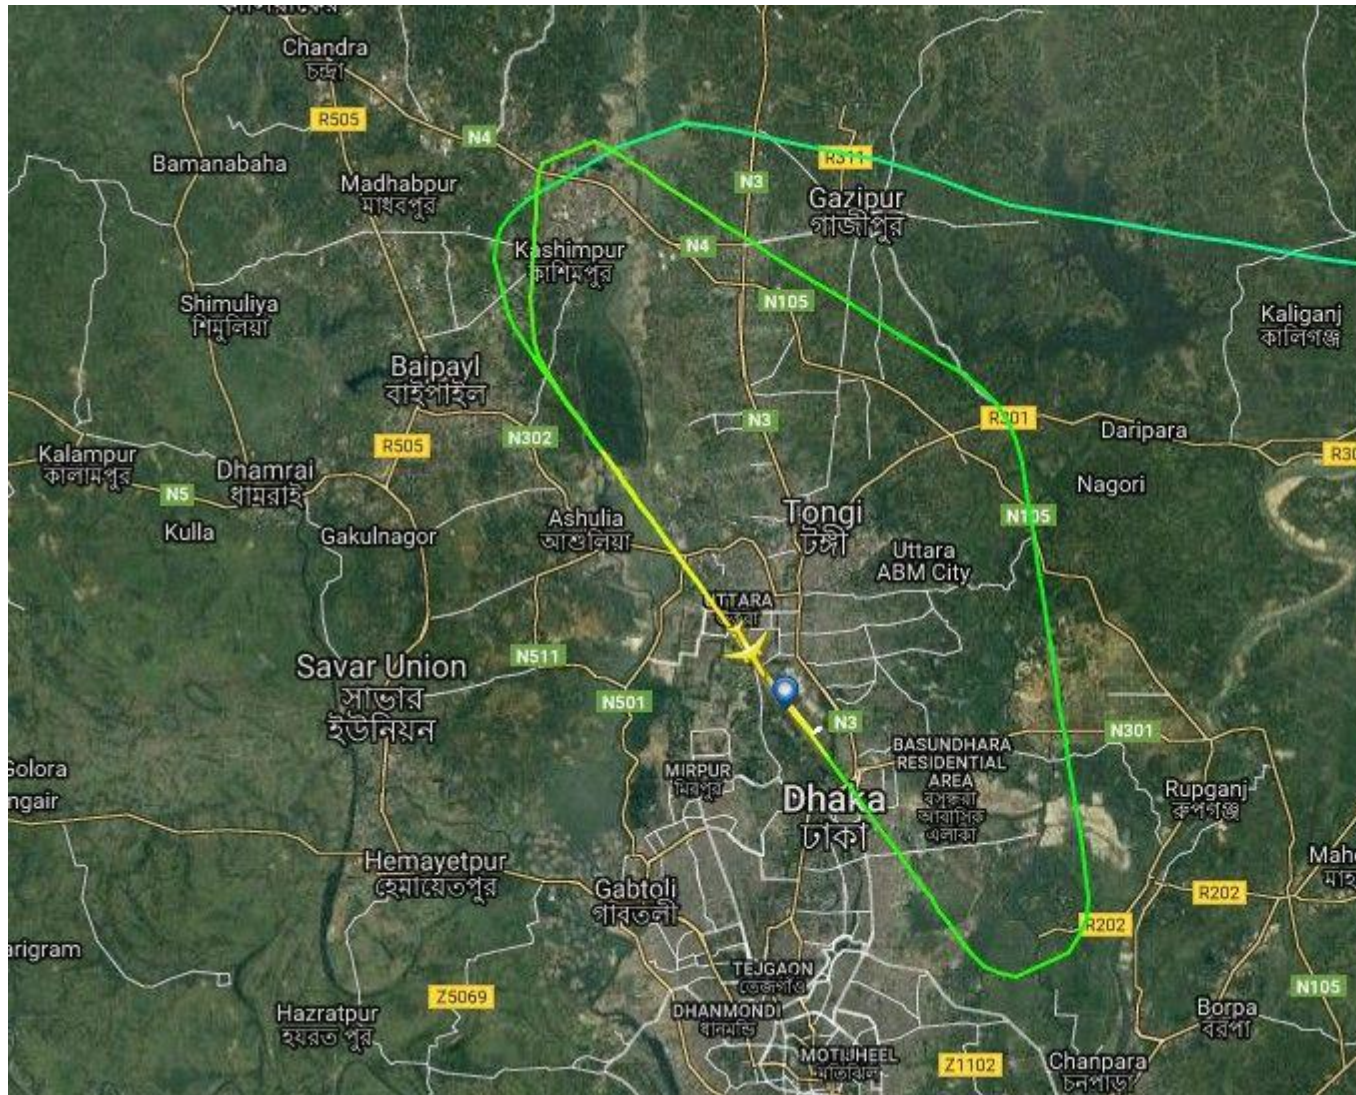 Chandra
চন্দ্রা
R505
N4
Bamanabaha
Madhabpur
মাধবপুর
R311
N3
Gazipur
গাজীপুর
Kashimpur
কাশিমপুর
N4
N105
Shimuliya
শিমুলিয়া
Kaliganj
কালিগঞ্জ
Baipayl
বাইপাইল
N3
R301
Daripara
N302
R505
Kalampur
কালামপুর
Dhamrai
ধামরাই
N5
Nagori
Kulla
Gakulnagor
Ashulia
আশুলিয়া
Tongi
টঙ্গী
N105
Uttara
ABM City
UTTARA
N511
Savar Union
সাভার
ইউনিয়ন
N501
N3
N301
BASUNDHARA
RESIDENTIAL
AREA
বসুন্ধরা
আবাসিক
এলাকা
MIRPUR
মিরপুর
Dhaka
ঢাকা
Rupganj
রুপগঞ্জ
Hemayetpur
হেমায়েতপুর
Gabtoli
গাবতলী
R202
R202
TEJGAON
তেজগাঁও
Z5069
N105
Hazratpur
হযরত পুর
DHANMONDI
ধানমন্ডি
Borpa
বরপা
MOTIJHEEL
মতিঝিল
Z1102
Chanpara
চনপাড়া